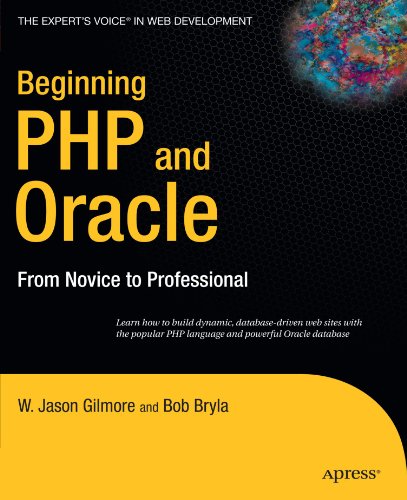 THE EXPERT'S VOICE® IN WEB DEVELOPMENT
Beginning
PHP and
Oracle
From Novice to Professional
Learn how to build dynamic, database-driven web sites with
the popular PHP language and powerful Oracle database
W. Jason Gilmore and Bob Bryla
Apress®